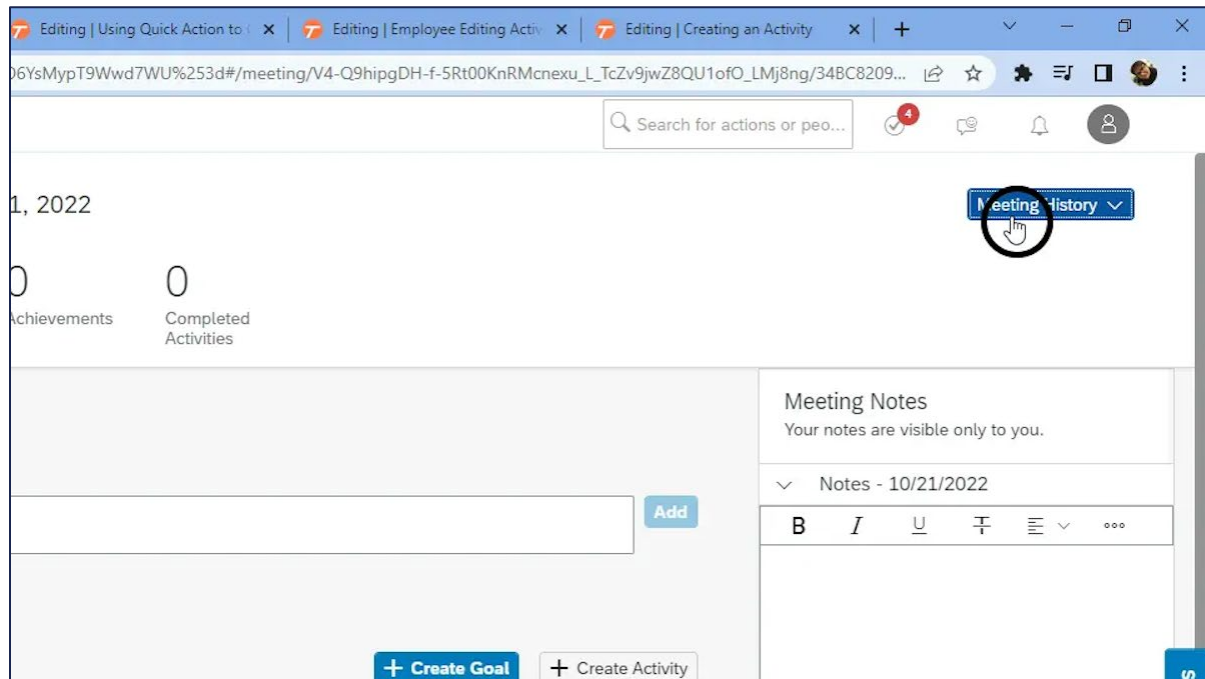 Editing | Using Quick Action to
Editing | Employee Editing Activ
Editing | Creating an Activity
06YsMypT9Wwd7WU%253d#/meeting/V4-Q9hipgDH-f-5Rt00KnRMcnexu_L_TcZv9jwZ8QU1ofO_LMj8ng/34BC8209...
Search for actions or peo...
4
1, 2022
Meeting History
0
0
Achievements
Completed
Activities
Meeting Notes
Your notes are visible only to you.
Notes - 10/21/2022
Add
B I U T
+ Create Goal
+ Create Activity